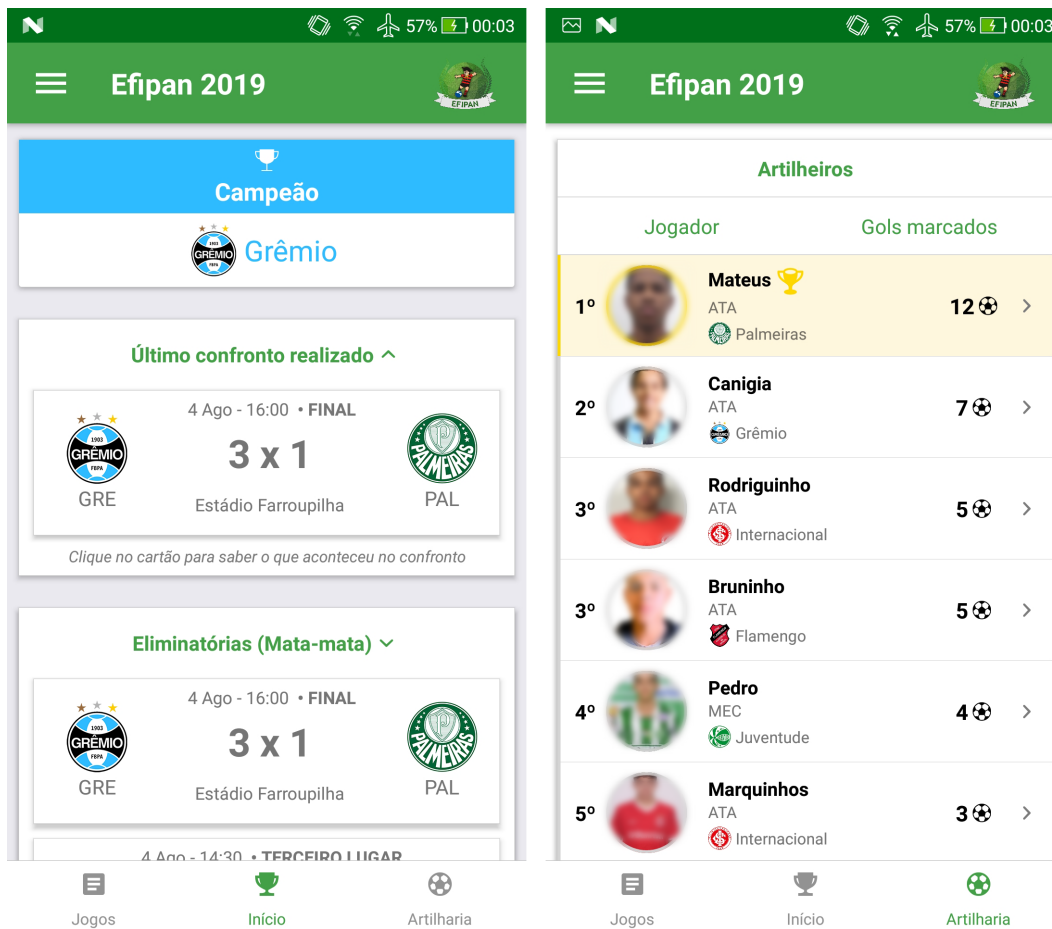 57% 00:03
Efipan 2019
EFIPAN
Campeão
GRÊMIO Grêmio
Último confronto realizado
4 Ago - 16:00 • FINAL
1903
GRÊMIO
FBPA
3 x 1
PALMEIRAS
GRE
Estádio Farroupilha
PAL
Clique no cartão para saber o que aconteceu no confronto
Eliminatórias (Mata-mata)
4 Ago - 16:00 • FINAL
1903
GRÊMIO
FBPA
3 x 1
PALMEIRAS
GRE
Estádio Farroupilha
PAL
4 Ago - 14:30 • TERCEIRO LUGAR
Jogos
Início
Artilharia
57% 00:03
Efipan 2019
EFIPAN
Artilheiros
Jogador
Gols marcados
1º
Mateus
ATA
Palmeiras
12
2º
Canigia
ATA
Grêmio
7
3º
Rodriguinho
ATA
Internacional
5
3º
Bruninho
ATA
Flamengo
5
4º
Pedro
MEC
Juventude
4
5º
Marquinhos
ATA
Internacional
3
Jogos
Início
Artilharia